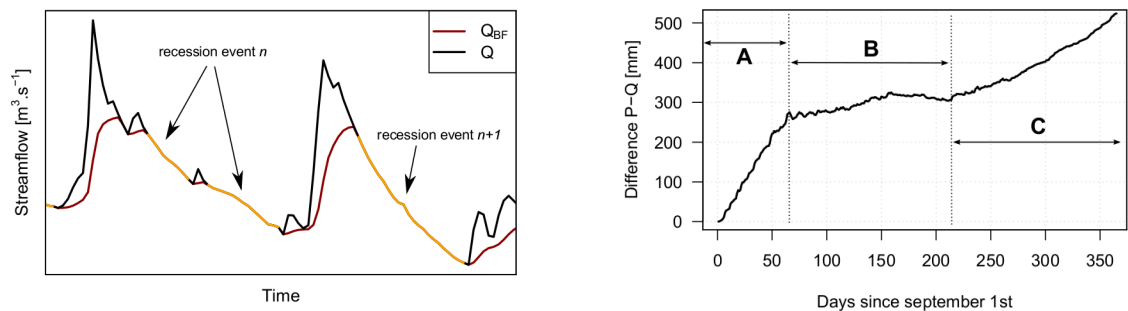 Streamflow [m³.s⁻¹]
Q_BF
Q
recession event n
recession event n+1
Time
Difference P−Q [mm]
500
400
300
200
100
0
A
B
C
0 50 100 150 200 250 300 350
Days since september 1st